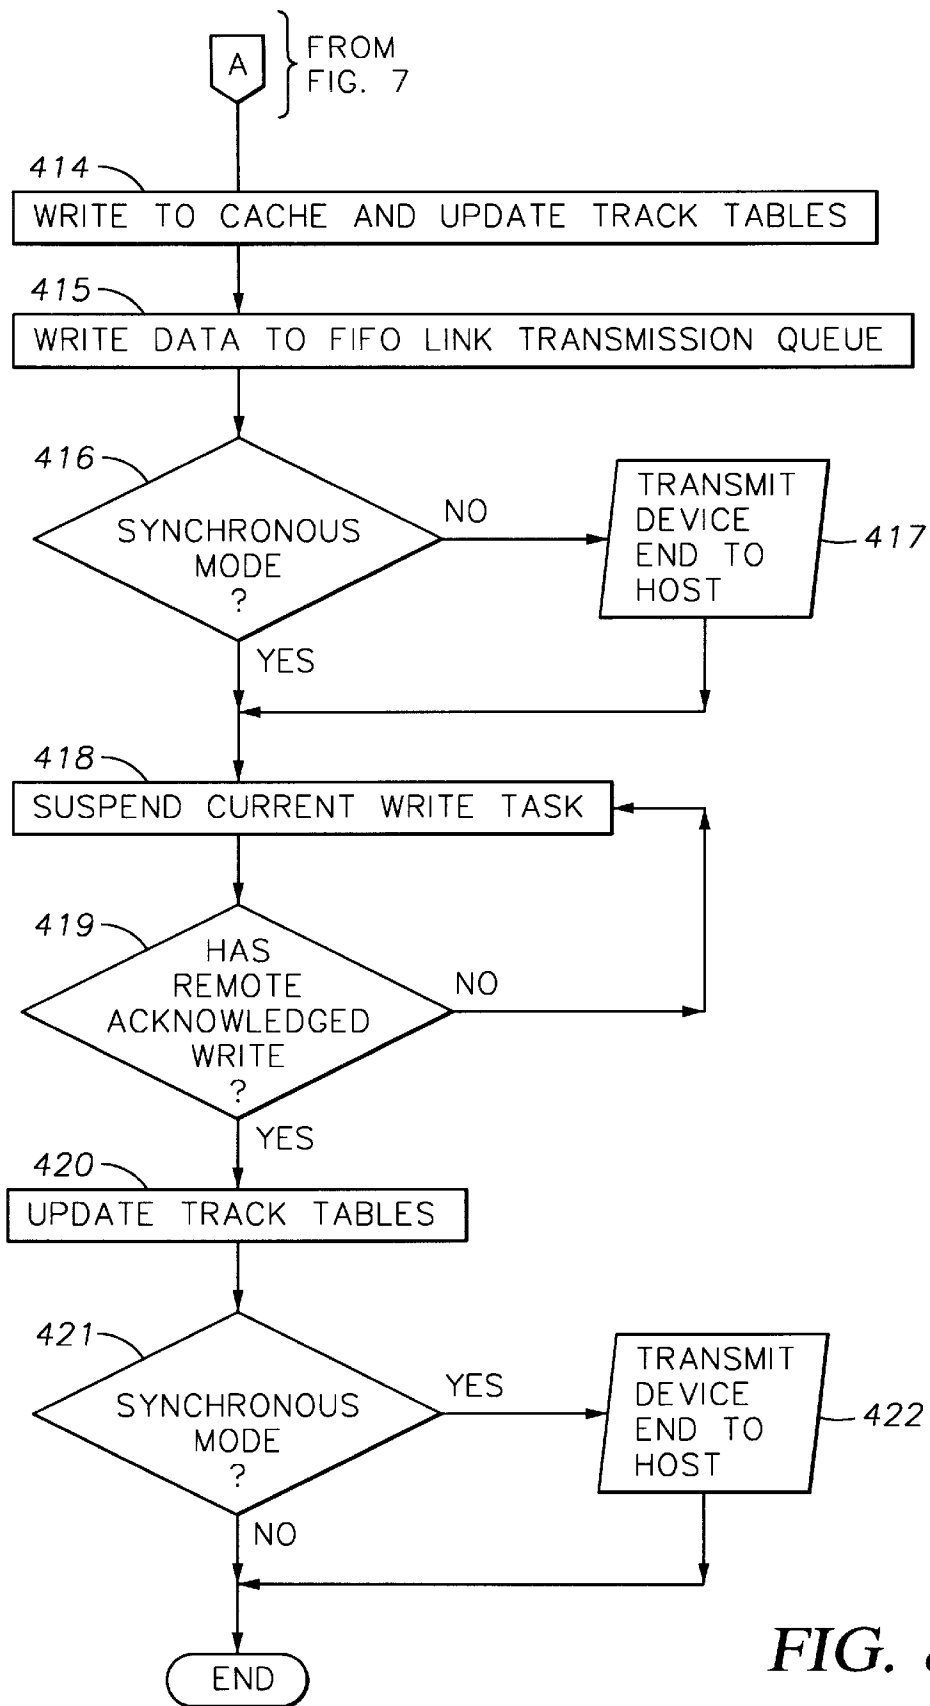 A
FROM
FIG. 7
414
WRITE TO CACHE AND UPDATE TRACK TABLES
415
WRITE DATA TO FIFO LINK TRANSMISSION QUEUE
416
SYNCHRONOUS
MODE
?
NO
TRANSMIT
DEVICE
END TO
HOST
417
YES
418
SUSPEND CURRENT WRITE TASK
419
HAS
REMOTE
ACKNOWLEDGED
WRITE
?
NO
YES
420
UPDATE TRACK TABLES
421
SYNCHRONOUS
MODE
?
YES
TRANSMIT
DEVICE
END TO
HOST
422
NO
END
FIG.